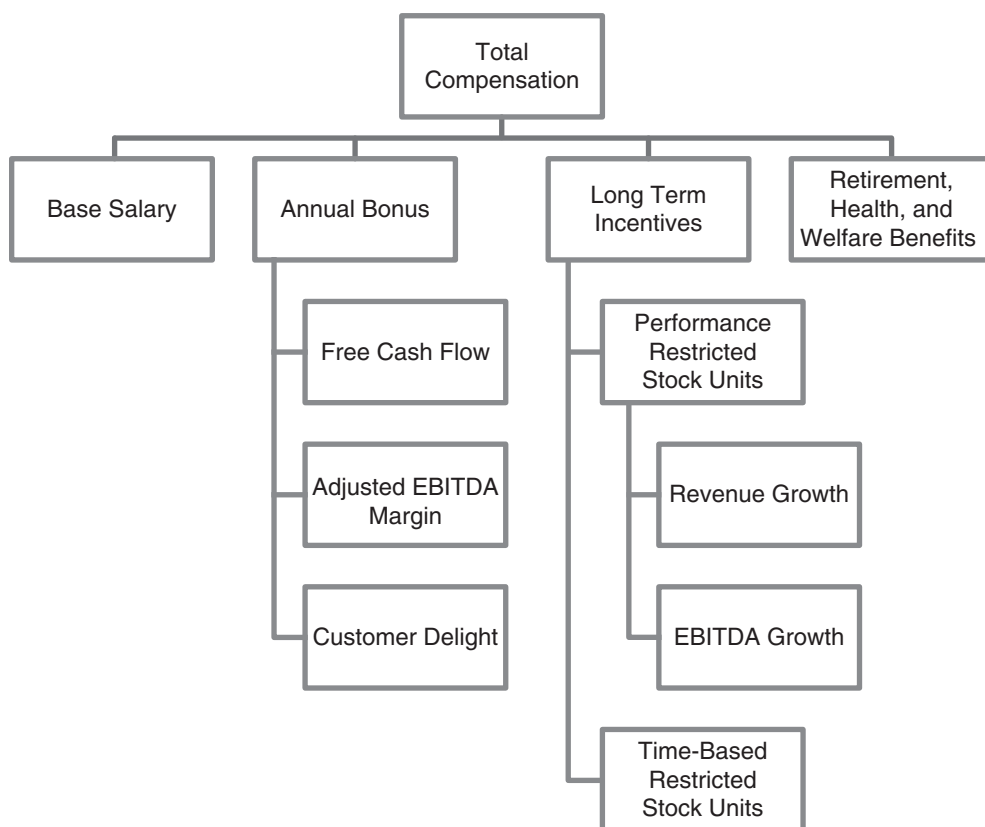 Total
Compensation
Base Salary
Annual Bonus
Long Term
Incentives
Retirement,
Health, and
Welfare Benefits
Free Cash Flow
Adjusted EBITDA
Margin
Customer Delight
Performance
Restricted
Stock Units
Revenue Growth
EBITDA Growth
Time-Based
Restricted
Stock Units